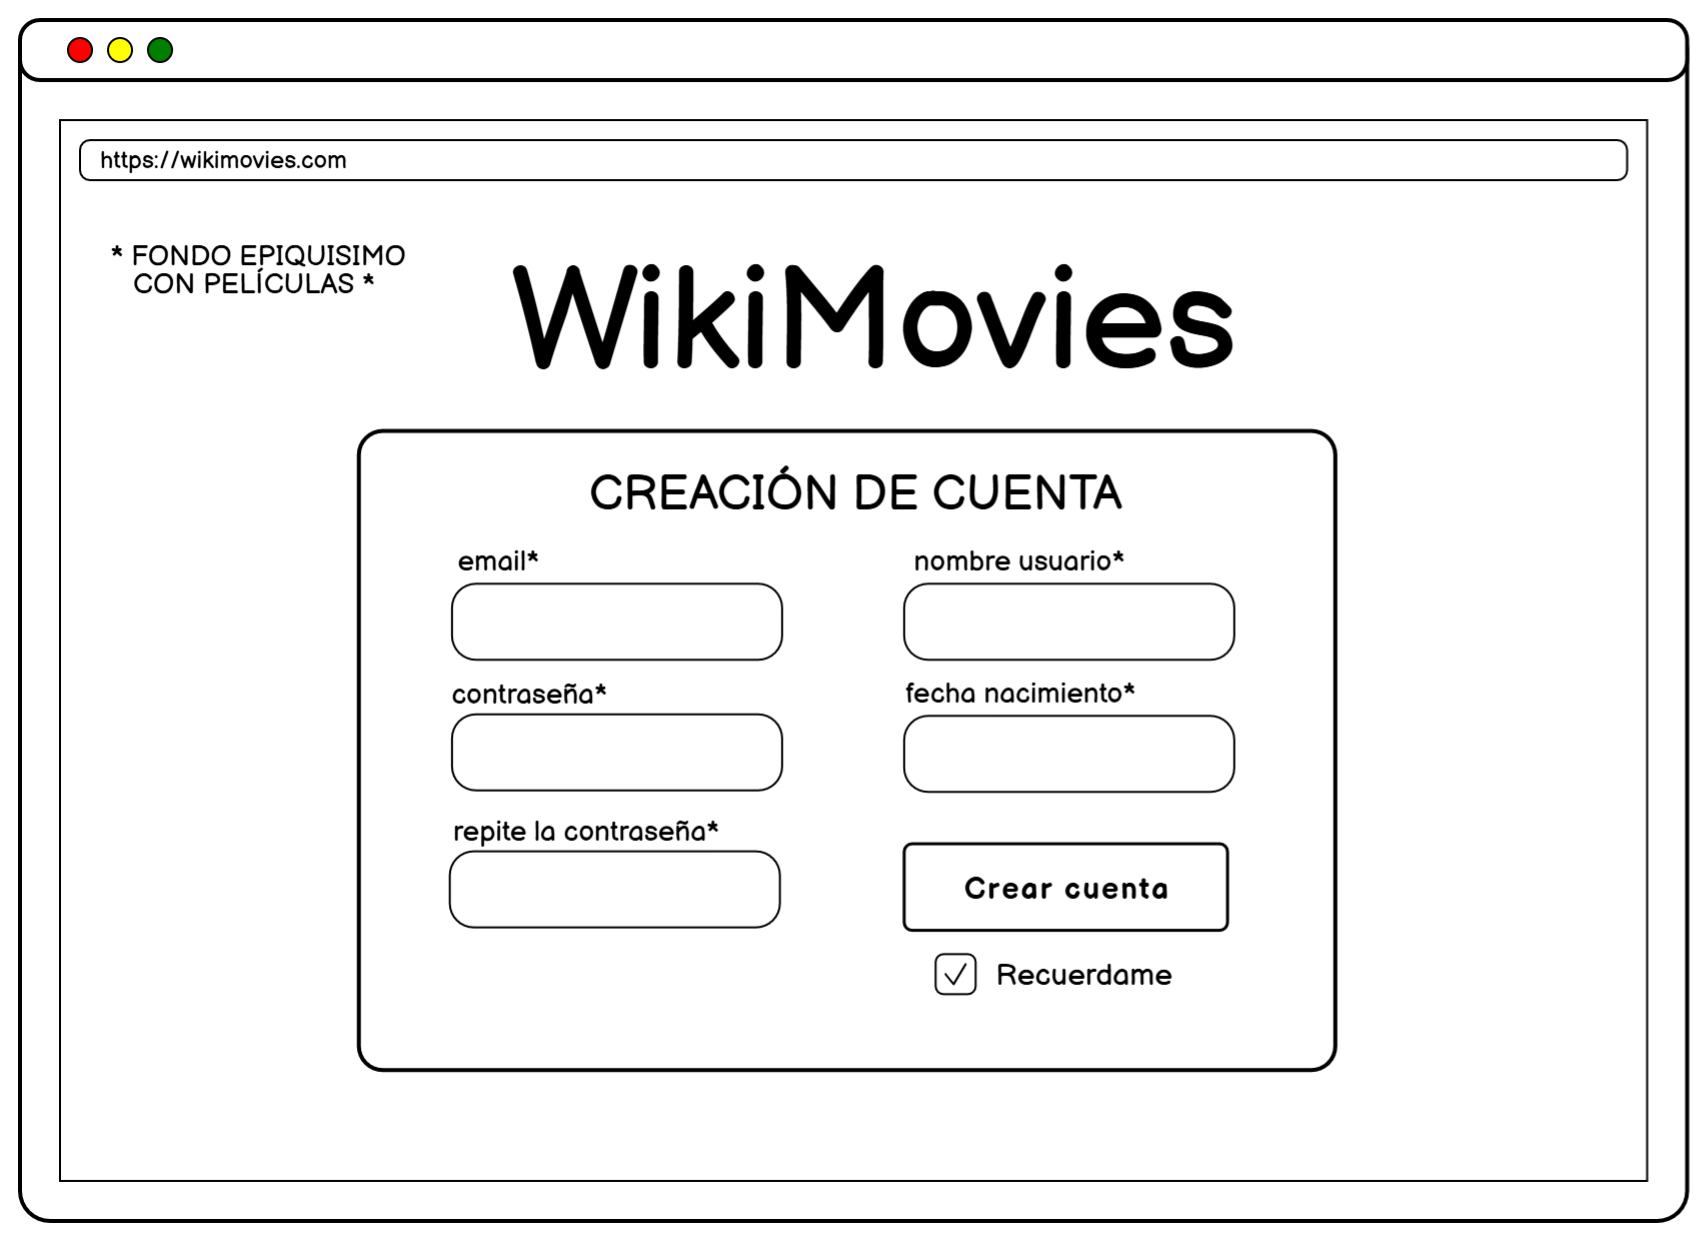 https://wikimovies.com
* FONDO EPIQUISIMO
CON PELÍCULAS *
WikiMovies
CREACIÓN DE CUENTA
email*
nombre usuario*
contraseña*
fecha nacimiento*
repite la contraseña*
Crear cuenta
Recuerdame